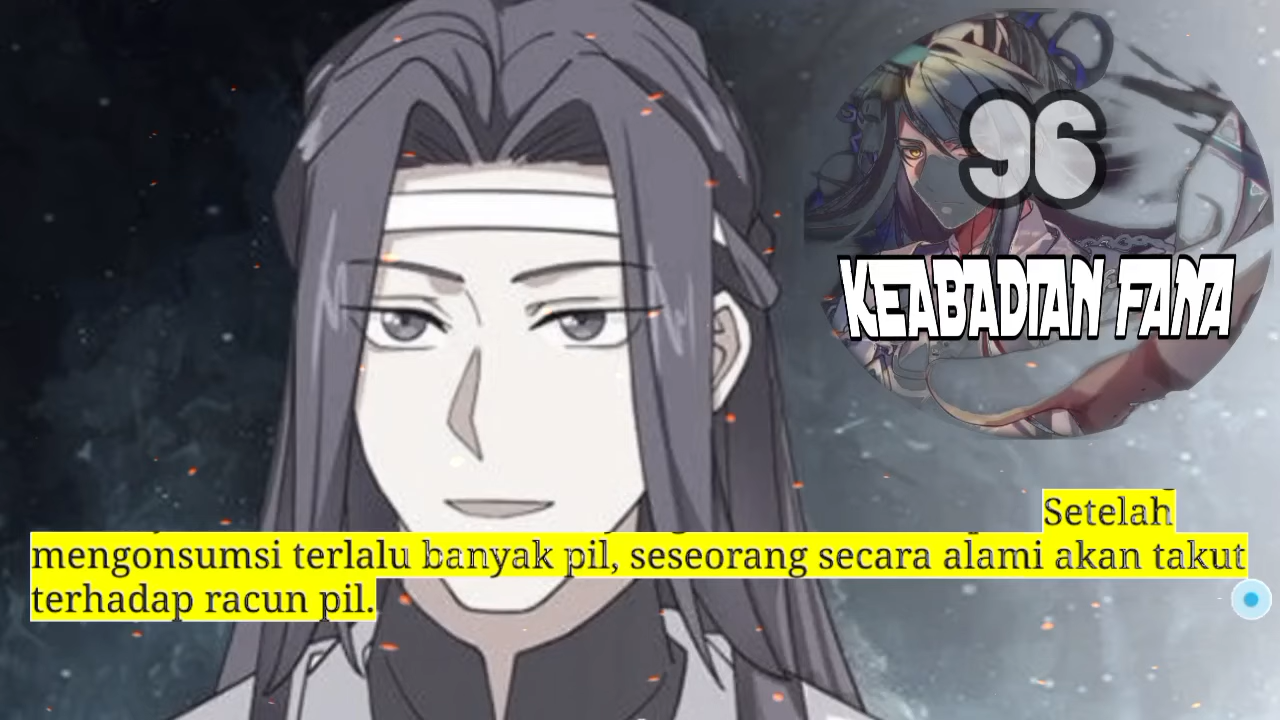 96
KEABADIAN FANA
Setelah
mengonsumsi terlalu banyak pil, seseorang secara alami akan takut
terhadap racun pil.